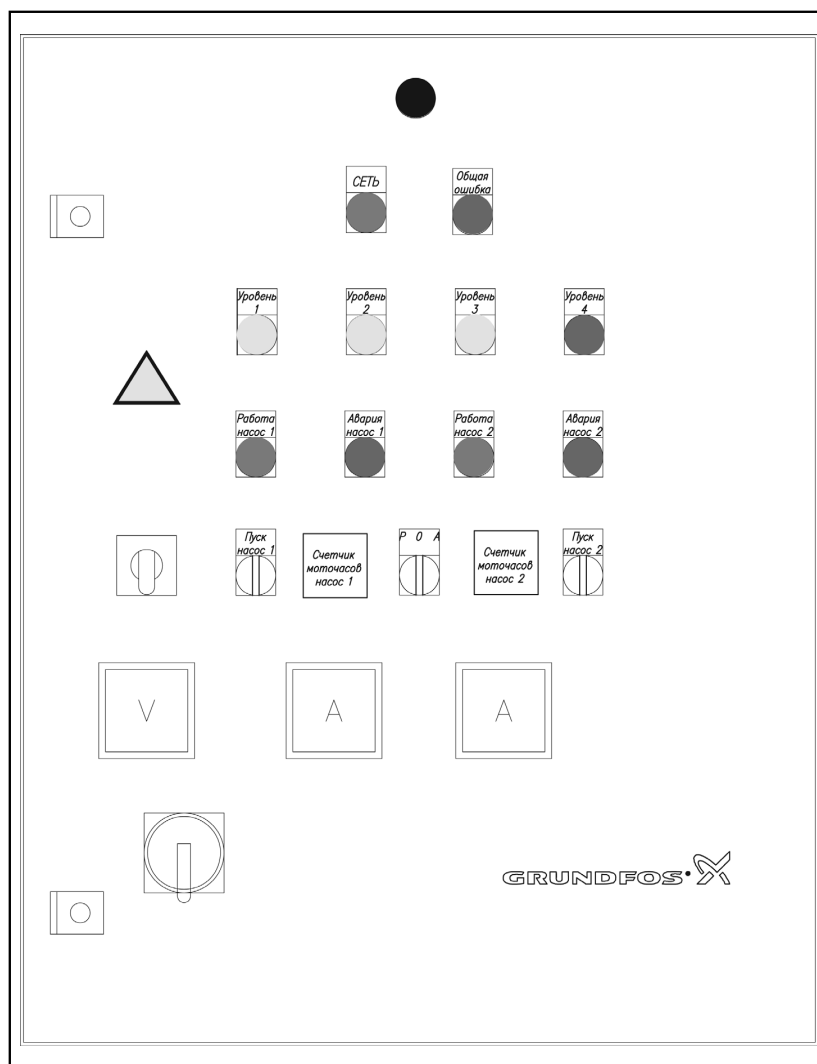 СЕТЬ
Общая
ошибка
Уровень
1
Уровень
2
Уровень
3
Уровень
4
Работа
насос 1
Авария
насос 1
Работа
насос 2
Авария
насос 2
Пуск
насос 1
Счетчик
моточасов
насос 1
Р О А
Счетчик
моточасов
насос 2
Пуск
насос 2
V
A
A
GRUNDFOS